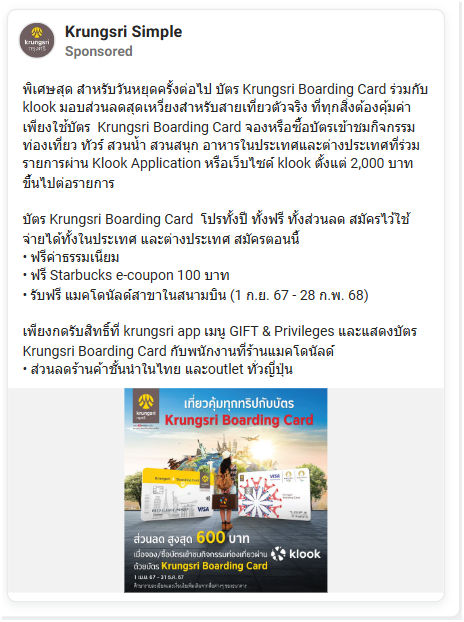 Krungsri Simple
Sponsored
พิเศษสุด สำหรับวันหยุดครั้งต่อไป บัตร Krungsri Boarding Card ร่วมกับ
klook มอบส่วนลดสุดเหวี่ยงสำหรับสายเที่ยวตัวจริง ที่ทุกสิ่งต้องคุ้มค่า
เพียงใช้บัตร Krungsri Boarding Card จองหรือซื้อบัตรเข้าชมกิจกรรม
ท่องเที่ยว ทัวร์ สวนน้ำ สวนสนุก อาหารในประเทศและต่างประเทศที่ร่วม
รายการผ่าน Klook Application หรือเว็บไซต์ klook ตั้งแต่ 2,000 บาท
ขึ้นไปต่อรายการ
บัตร Krungsri Boarding Card โปรทั้งปี ทั้งฟรี ทั้งส่วนลด สมัครไว้ใช้
จ่ายได้ทั้งในประเทศ และต่างประเทศ สมัครตอนนี้
• ฟรีค่าธรรมเนียม
• ฟรี Starbucks e-coupon 100 บาท
• รับฟรี แมคโดนัลด์สาขาในสนามบิน (1 ก.ย. 67 - 28 ก.พ. 68)
เพียงกดรับสิทธิ์ที่ krungsri app เมนู GIFT & Privileges และแสดงบัตร
Krungsri Boarding Card กับพนักงานที่ร้านแมคโดนัลด์
• ส่วนลดร้านค้าชั้นนำในไทย และoutlet ทั่วญี่ปุ่น
krungsri
กรุงศรี
เที่ยวคุ้มทุกทริปกับบัตร
Krungsri Boarding Card
VISA
VISA
ส่วนลด สูงสุด 600 บาท
เมื่อจอง/ซื้อบัตรเข้าชมกิจกรรมท่องเที่ยวผ่าน klook
ด้วยบัตร Krungsri Boarding Card
1 เม.ย. 67 - 31 ธ.ค. 67